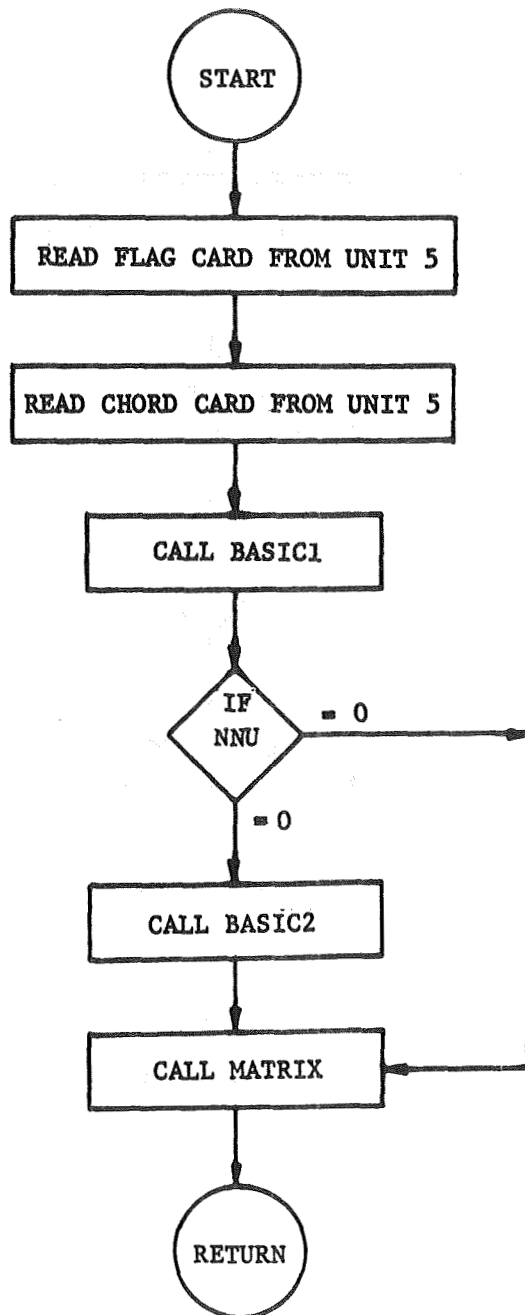 START
READ FLAG CARD FROM UNIT 5
READ CHORD CARD FROM UNIT 5
CALL BASIC1
IF
NNU
= 0
= 0
CALL BASIC2
CALL MATRIX
RETURN